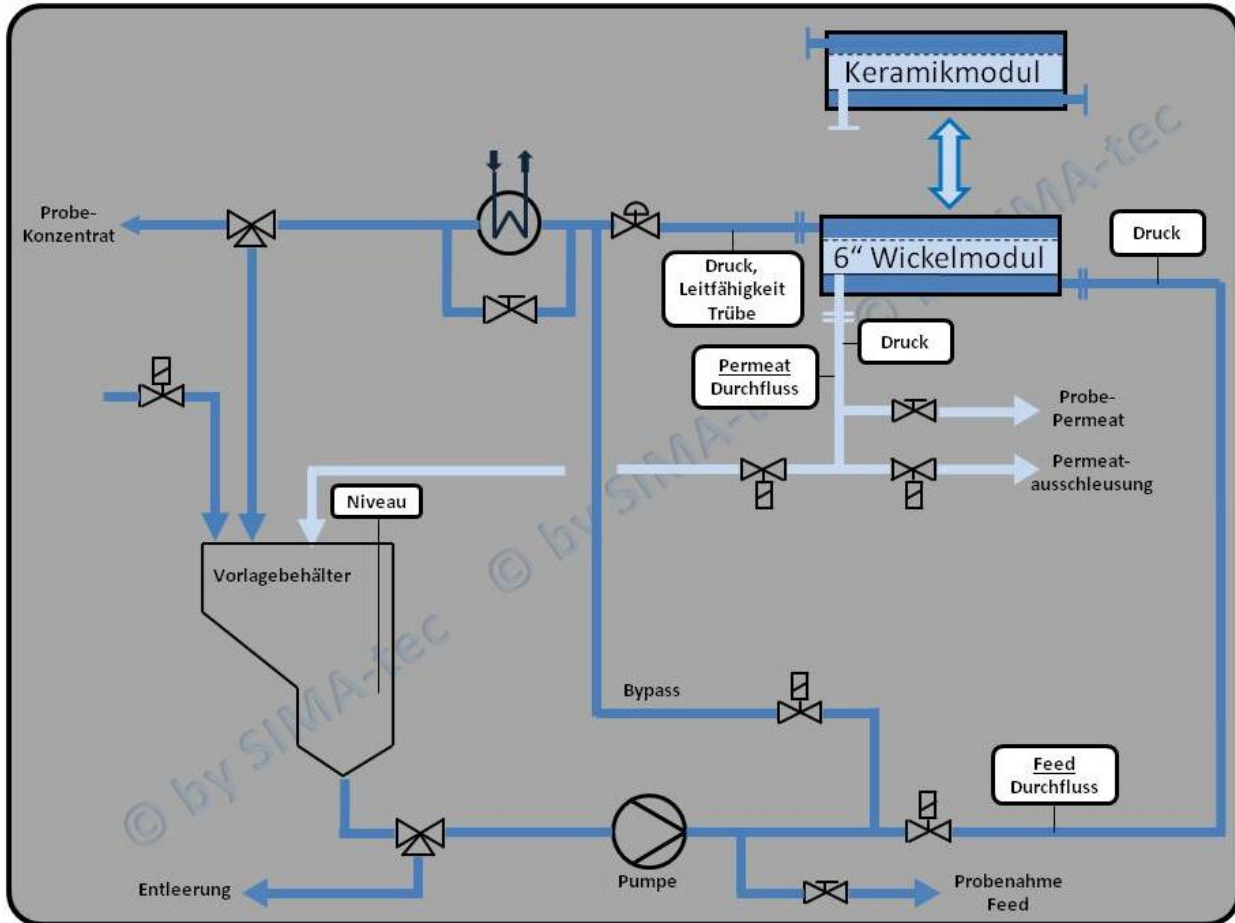 Keramikmodul
Probe-
Konzentrat
Druck,
Leitfähigkeit
Trübe
6“ Wickelmodul
Druck
Druck
Permeat
Durchfluss
Probe-
Permeat
Permeat-
ausschleusung
Niveau
Vorlagebehälter
Bypass
Feed
Durchfluss
Entleerung
Pumpe
Probenahme
Feed
© by SIMA-tec
© by SIMA-tec
© by SIMA-tec